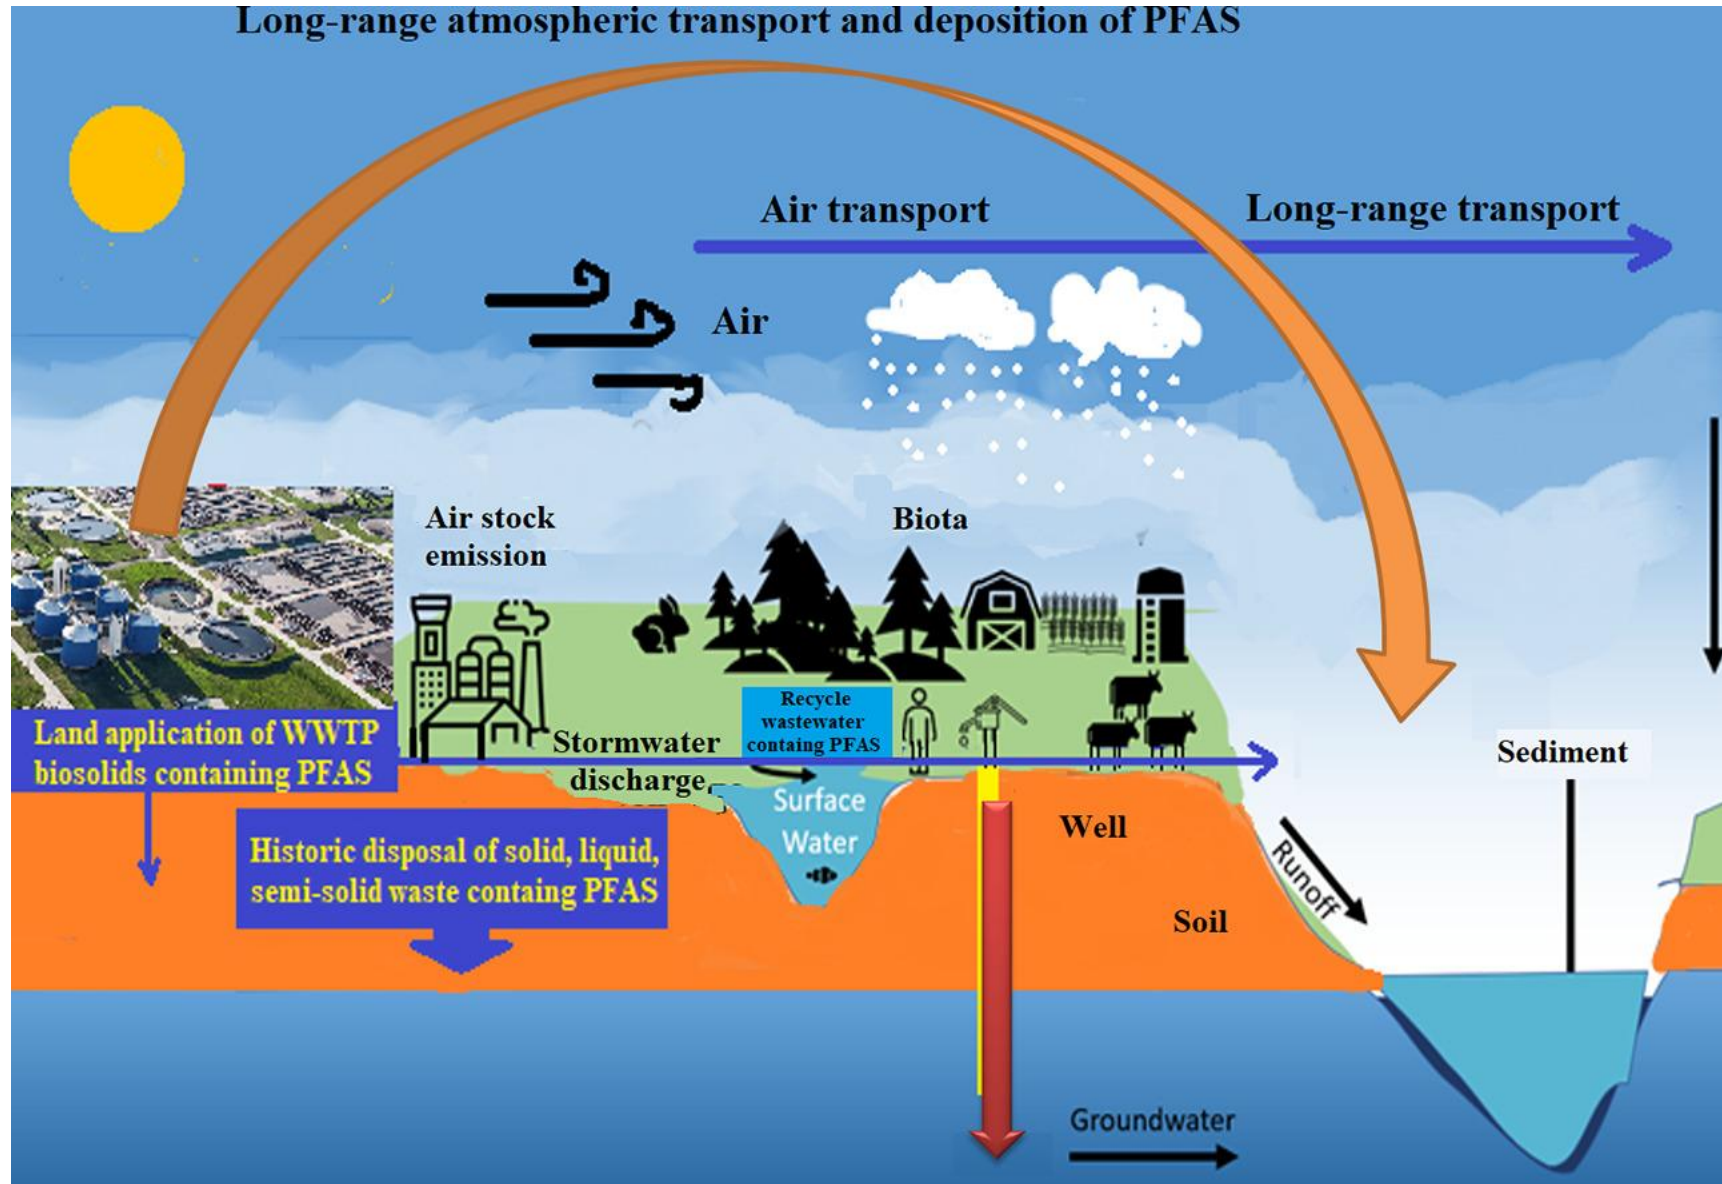 Long-range atmospheric transport and deposition of PFAS
Air transport
Long-range transport
Air
Air stock
emission
Biota
Recycle
wastewater
containg PFAS
Land application of WWTP
biosolids containing PFAS
Stormwater
discharge
Sediment
Surface
Water
Well
Historic disposal of solid, liquid,
semi-solid waste containg PFAS
Runoff
Soil
Groundwater